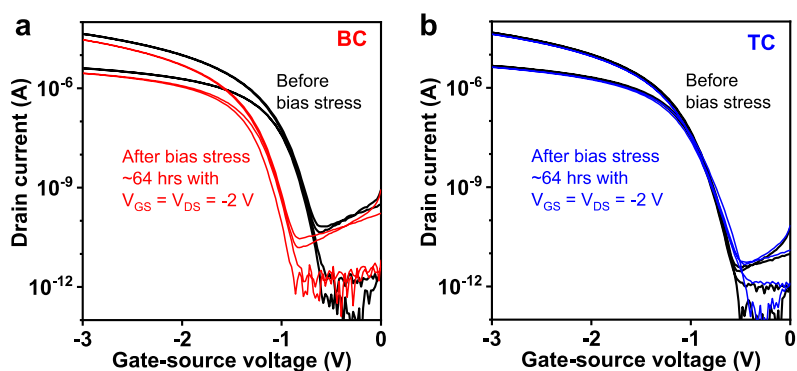 a
BC
Before
bias stress
After bias stress
~64 hrs with
V_GS = V_DS = -2 V
10⁻⁶
10⁻⁹
10⁻¹²
Drain current (A)
-3
-2
-1
0
Gate-source voltage (V)
b
TC
Before
bias stress
After bias stress
~64 hrs with
V_GS = V_DS = -2 V
10⁻⁶
10⁻⁹
10⁻¹²
Drain current (A)
-3
-2
-1
0
Gate-source voltage (V)